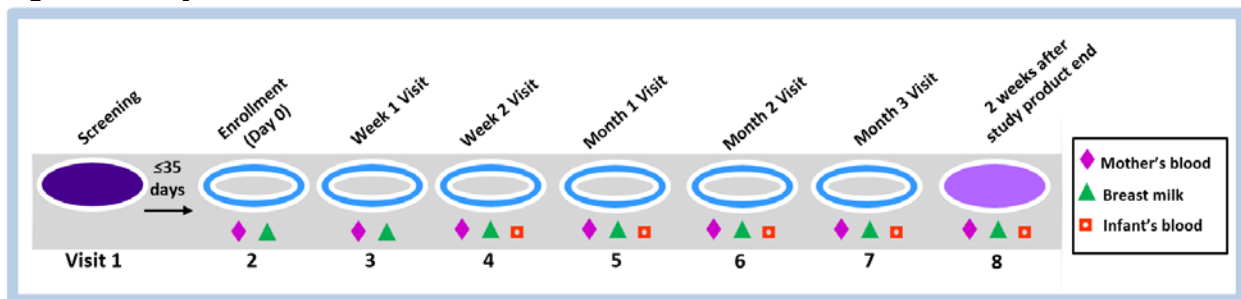 Screening
≤35
days
Enrollment
(Day 0)
Week 1 Visit
Week 2 Visit
Month 1 Visit
Month 2 Visit
Month 3 Visit
2 weeks after
study product end
Mother's blood
Breast milk
Infant's blood
Visit 1 2 3 4 5 6 7 8